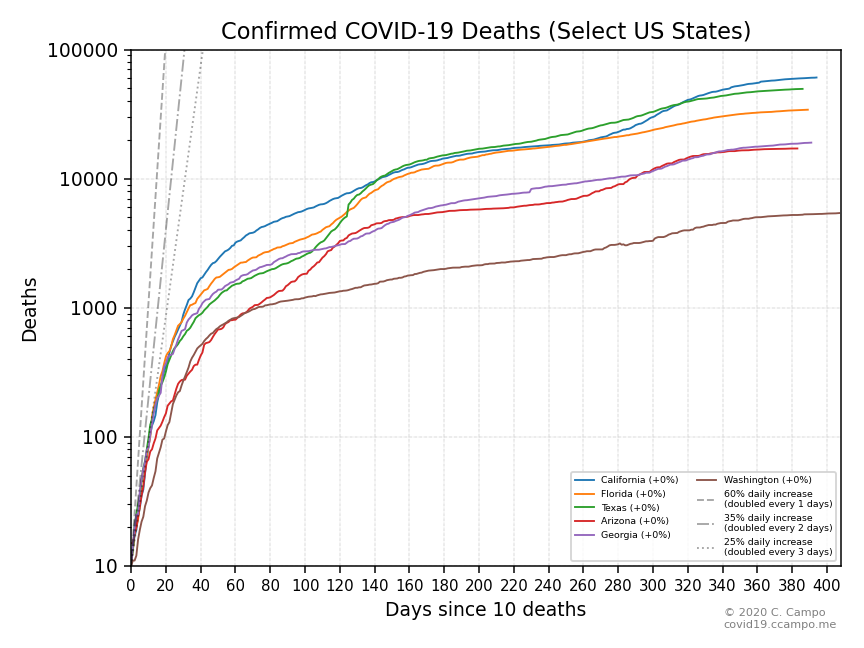 Confirmed COVID-19 Deaths (Select US States)
100000
10000
1000
100
10
Deaths
0 20 40 60 80 100 120 140 160 180 200 220 240 260 280 300 320 340 360 380 400
Days since 10 deaths
California (+0%)
Florida (+0%)
Texas (+0%)
Arizona (+0%)
Georgia (+0%)
Washington (+0%)
60% daily increase
(doubled every 1 days)
35% daily increase
(doubled every 2 days)
25% daily increase
(doubled every 3 days)
© 2020 C. Campo
covid19.ccampo.me